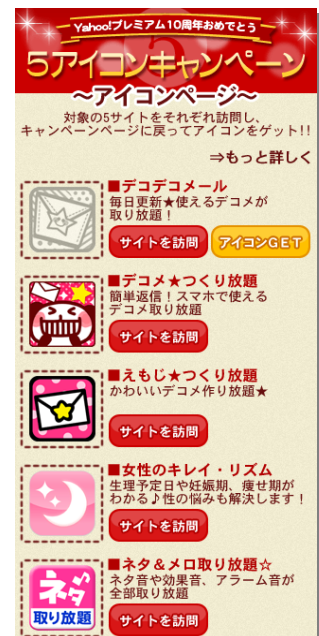 Yahoo!プレミアム10周年おめでとう
5アイコンキャンペーン
～アイコンページ～
対象の5サイトをそれぞれ訪問し、
キャンペーンページに戻ってアイコンをゲット!!
⇒もっと詳しく
■デコデコメール
毎日更新★使えるデコメが
取り放題！
サイトを訪問
アイコンGET
■デコメ★つくり放題
簡単返信！スマホで使える
デコメ取り放題
サイトを訪問
■えもじ★つくり放題
かわいいデコメ作り放題★
サイトを訪問
■女性のキレイ・リズム
生理予定日や妊娠期、痩せ期が
わかる♪性の悩みも解決します！
サイトを訪問
ネタ
取り放題
■ネタ＆メロ取り放題☆
ネタ音や効果音、アラーム音が
全部取り放題
サイトを訪問